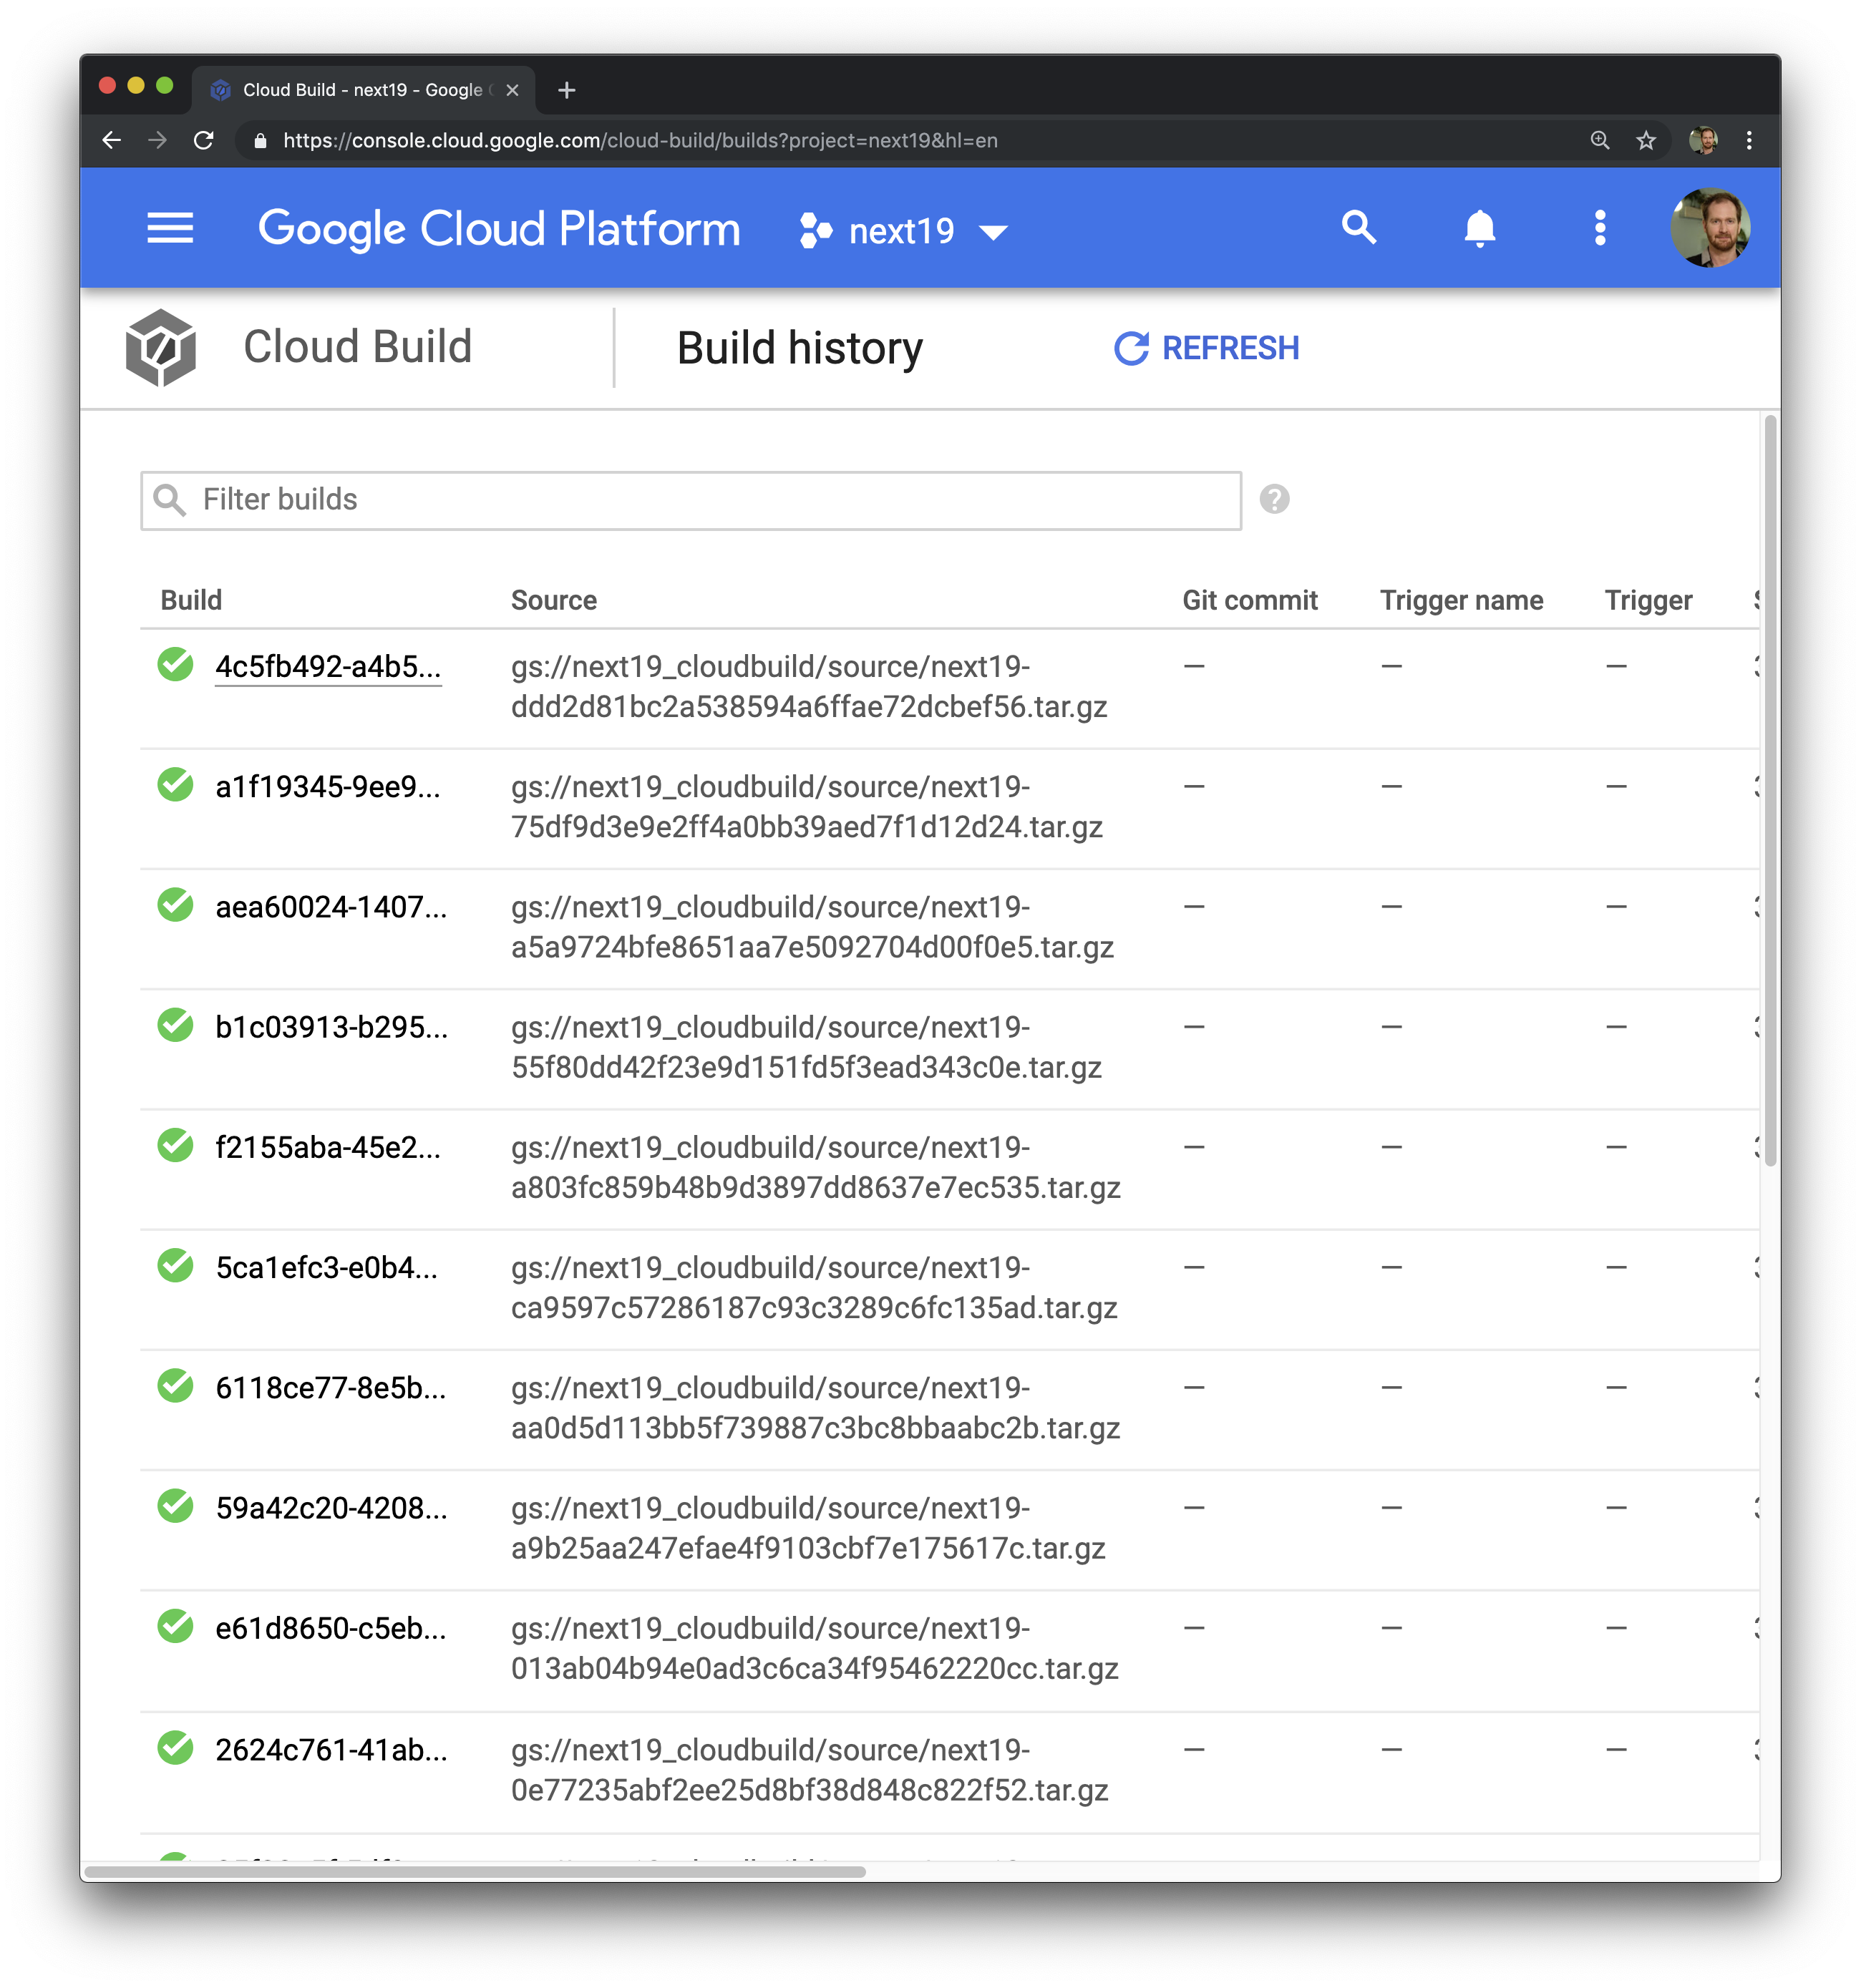 Cloud Build - next19 - Google
https://console.cloud.google.com/cloud-build/builds?project=next19&hl=en
Google Cloud Platform next19
Cloud Build Build history REFRESH
Filter builds
Build Source Git commit Trigger name Trigger
4c5fb492-a4b5... gs://next19_cloudbuild/source/next19- — — —
ddd2d81bc2a538594a6ffae72dcbef56.tar.gz
a1f19345-9ee9... gs://next19_cloudbuild/source/next19- — — —
75df9d3e9e2ff4a0bb39aed7f1d12d24.tar.gz
aea60024-1407... gs://next19_cloudbuild/source/next19- — — —
a5a9724bfe8651aa7e5092704d00f0e5.tar.gz
b1c03913-b295... gs://next19_cloudbuild/source/next19- — — —
55f80dd42f23e9d151fd5f3ead343c0e.tar.gz
f2155aba-45e2... gs://next19_cloudbuild/source/next19- — — —
a803fc859b48b9d3897dd8637e7ec535.tar.gz
5ca1efc3-e0b4... gs://next19_cloudbuild/source/next19- — — —
ca9597c57286187c93c3289c6fc135ad.tar.gz
6118ce77-8e5b... gs://next19_cloudbuild/source/next19- — — —
aa0d5d113bb5f739887c3bc8bbaabc2b.tar.gz
59a42c20-4208... gs://next19_cloudbuild/source/next19- — — —
a9b25aa247efae4f9103cbf7e175617c.tar.gz
e61d8650-c5eb... gs://next19_cloudbuild/source/next19- — — —
013ab04b94e0ad3c6ca34f95462220cc.tar.gz
2624c761-41ab... gs://next19_cloudbuild/source/next19- — — —
0e77235abf2ee25d8bf38d848c822f52.tar.gz